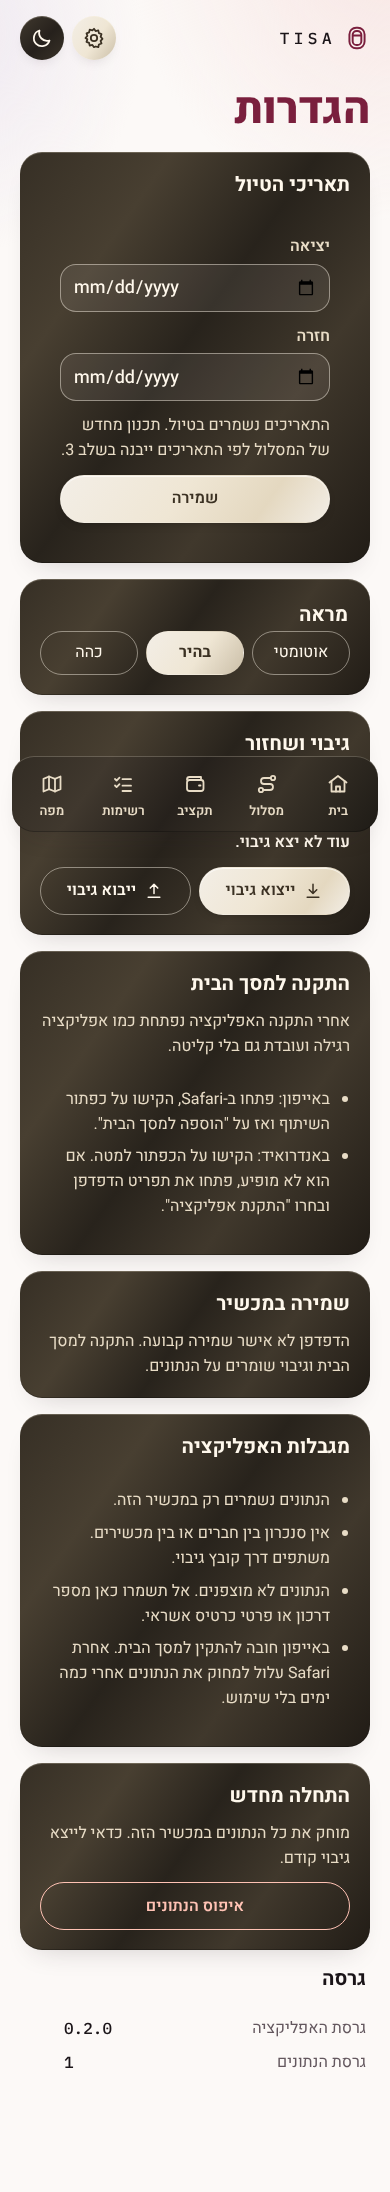 TISA
הגדרות
תאריכי הטיול
יציאה
mm/dd/yyyy
חזרה
mm/dd/yyyy
התאריכים נשמרים בטיול. תכנון מחדש
של המסלול לפי התאריכים ייבנה בשלב 3.
שמירה
מראה
אוטומטי
בהיר
כהה
גיבוי ושחזור
בית
מסלול
תקציב
רשימות
מפה
עוד לא יצא גיבוי.
ייצוא גיבוי
ייבוא גיבוי
התקנה למסך הבית
אחרי התקנה האפליקציה נפתחת כמו אפליקציה
רגילה ועובדת גם בלי קליטה.
באייפון: פתחו ב-Safari, הקישו על כפתור
השיתוף ואז על "הוספה למסך הבית".
באנדרואיד: הקישו על הכפתור למטה. אם
הוא לא מופיע, פתחו את תפריט הדפדפן
ובחרו "התקנת אפליקציה".
שמירה במכשיר
הדפדפן לא אישר שמירה קבועה. התקנה למסך
הבית וגיבוי שומרים על הנתונים.
מגבלות האפליקציה
הנתונים נשמרים רק במכשיר הזה.
אין סנכרון בין חברים או בין מכשירים.
משתפים דרך קובץ גיבוי.
הנתונים לא מוצפנים. אל תשמרו כאן מספר
דרכון או פרטי כרטיס אשראי.
באייפון חובה להתקין למסך הבית. אחרת
Safari עלול למחוק את הנתונים אחרי כמה
ימים בלי שימוש.
התחלה מחדש
מוחק את כל הנתונים במכשיר הזה. כדאי לייצא
גיבוי קודם.
איפוס הנתונים
גרסה
גרסת האפליקציה 0.2.0
גרסת הנתונים 1